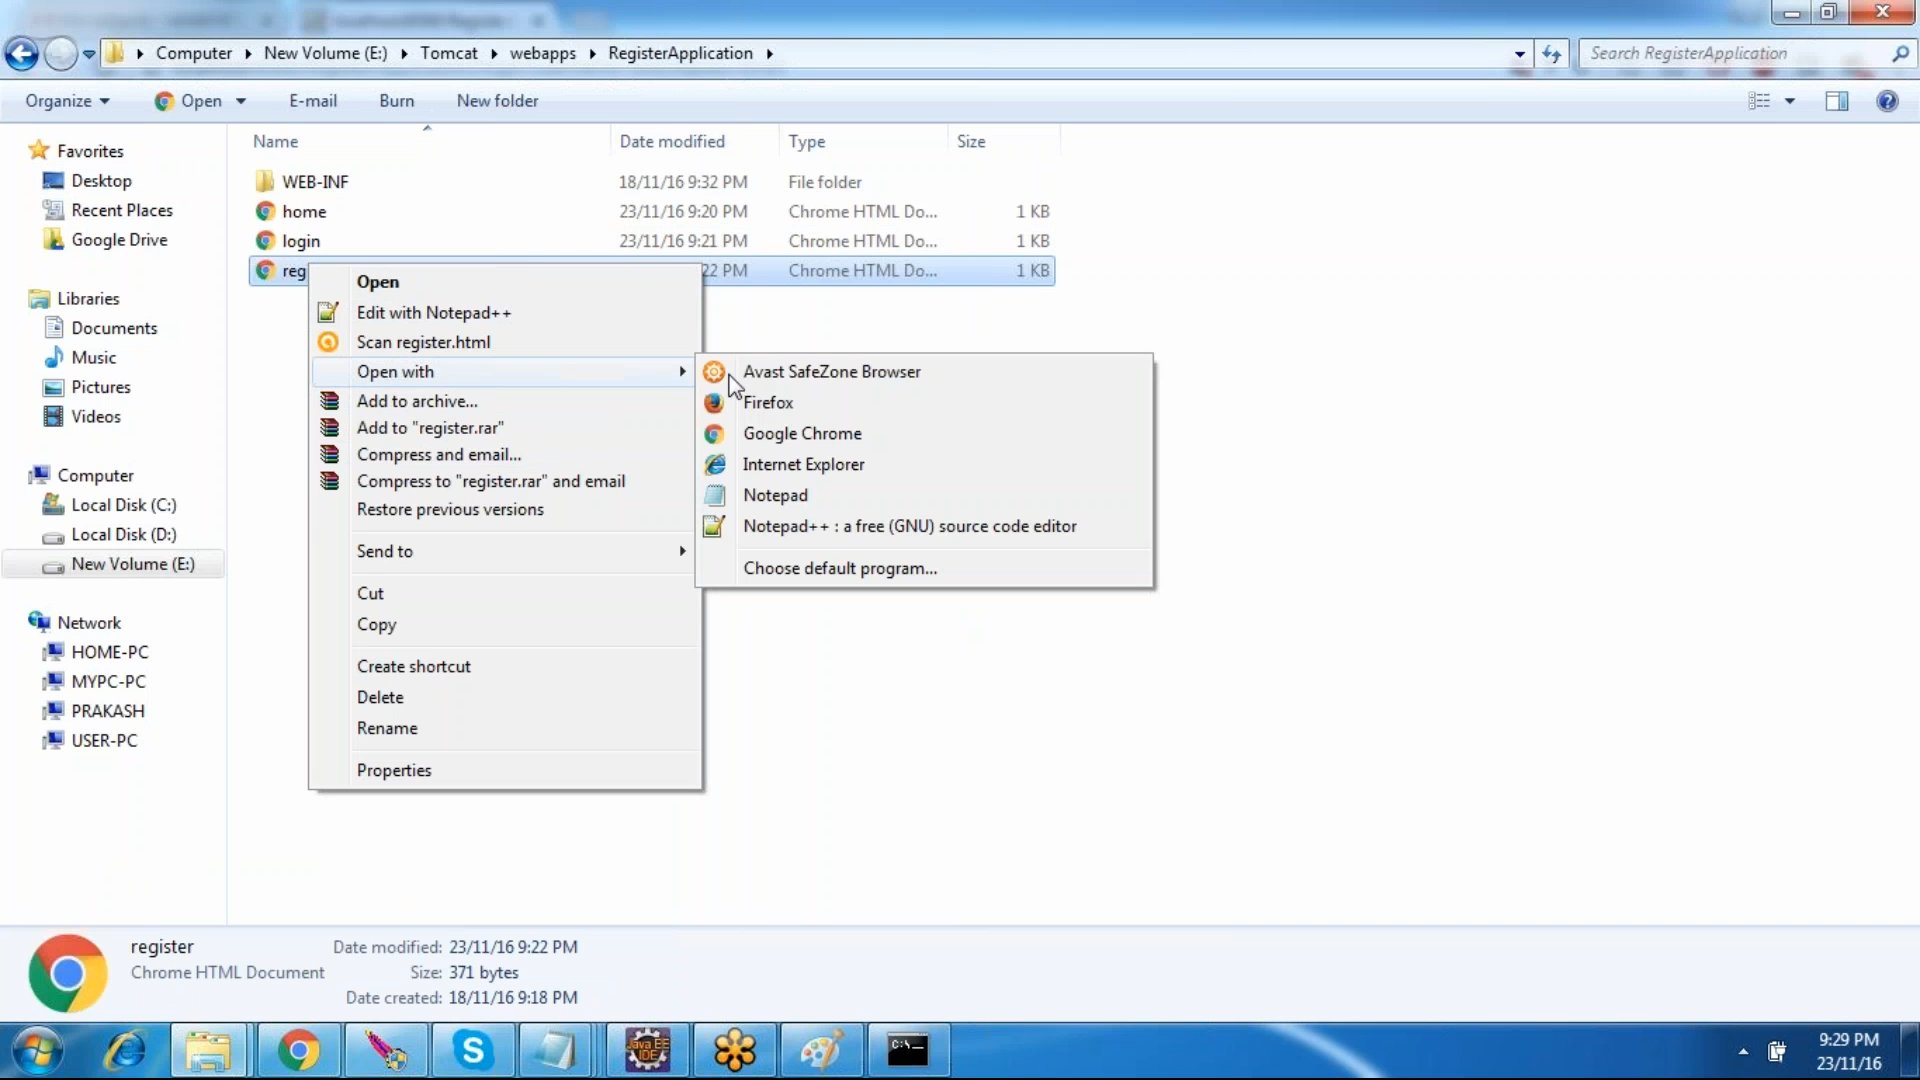 Computer New Volume (E:) Tomcat webapps RegisterApplication
Search RegisterApplication
Organize Open E-mail Burn New folder
Name Date modified Type Size
WEB-INF 18/11/16 9:32 PM File folder
home 23/11/16 9:20 PM Chrome HTML Do... 1 KB
login 23/11/16 9:21 PM Chrome HTML Do... 1 KB
reg 22 PM Chrome HTML Do... 1 KB
Favorites
Desktop
Recent Places
Google Drive
Libraries
Documents
Music
Pictures
Videos
Computer
Local Disk (C:)
Local Disk (D:)
New Volume (E:)
Network
HOME-PC
MYPC-PC
PRAKASH
USER-PC
Open
Edit with Notepad++
Scan register.html
Open with
Add to archive...
Add to "register.rar"
Compress and email...
Compress to "register.rar" and email
Restore previous versions
Send to
Cut
Copy
Create shortcut
Delete
Rename
Properties
Avast SafeZone Browser
Firefox
Google Chrome
Internet Explorer
Notepad
Notepad++ : a free (GNU) source code editor
Choose default program...
register
Chrome HTML Document
Date modified: 23/11/16 9:22 PM
Size: 371 bytes
Date created: 18/11/16 9:18 PM
Java EE
IDE
C:\
9:29 PM
23/11/16